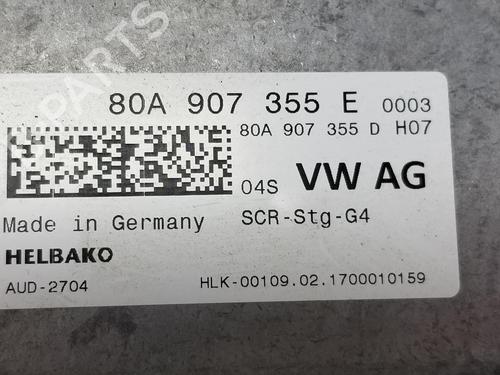 80A 907 355 E 0003
80A 907 355 D H07
04S VW AG
Made in Germany SCR-Stg-G4
HELBAKO
AUD-2704 HLK-00109.02.1700010159